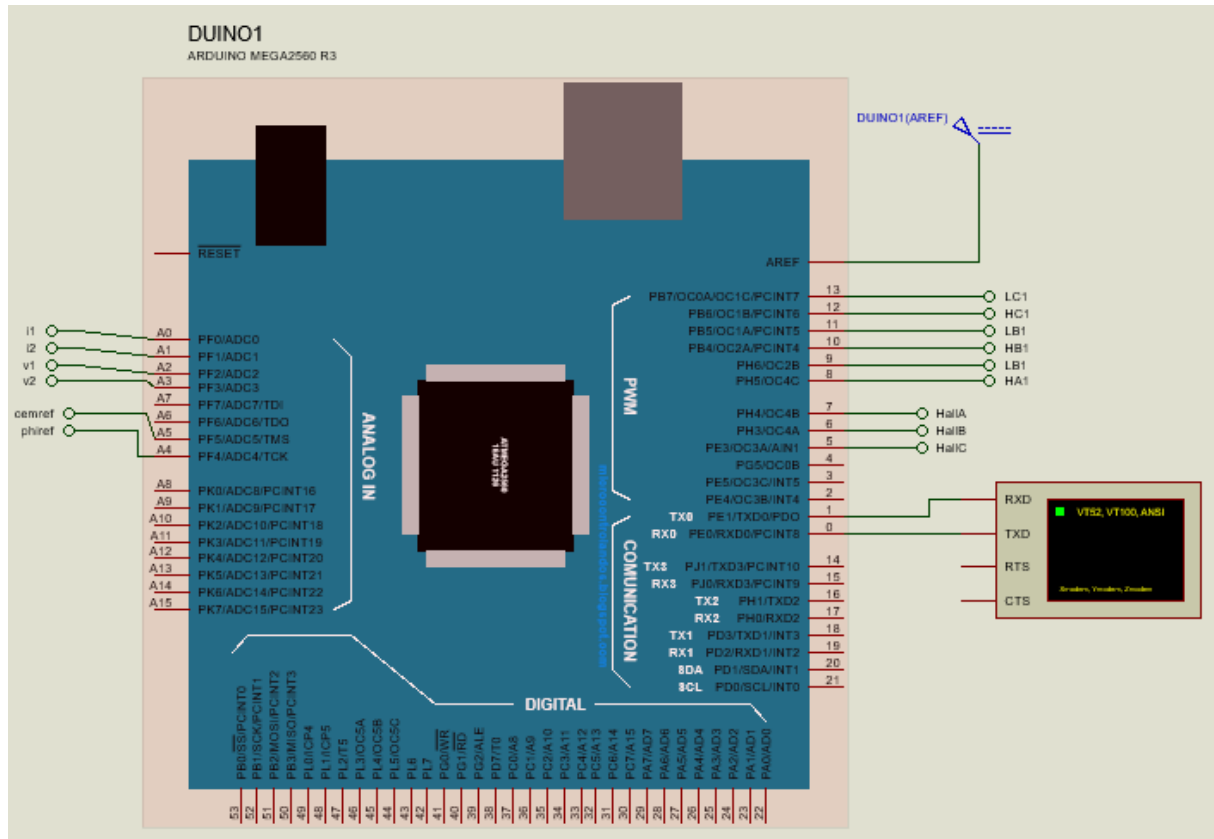 DUINO1
ARDUINO MEGA2560 R3
DUINO1(AREF)
RESET
AREF
i1
i2
v1
v2
cemref
phiref
A0 PF0/ADC0
A1 PF1/ADC1
A2 PF2/ADC2
A3 PF3/ADC3
A7 PF7/ADC7/TDI
A6 PF6/ADC6/TDO
A5 PF5/ADC5/TMS
A4 PF4/ADC4/TCK
A8 PK0/ADC8/PCINT16
A9 PK1/ADC9/PCINT17
A10 PK2/ADC10/PCINT18
A11 PK3/ADC11/PCINT19
A12 PK4/ADC12/PCINT20
A13 PK5/ADC13/PCINT21
A14 PK6/ADC14/PCINT22
A15 PK7/ADC15/PCINT23
ANALOG IN
ATMEGA2560
microcontrolandos.blogspot.com
PWM
COMUNICATION
PB7/OC0A/OC1C/PCINT7 13 LC1
PB6/OC1B/PCINT6 12 HC1
PB5/OC1A/PCINT5 11 LB1
PB4/OC2A/PCINT4 10 HB1
PH6/OC2B 9 LB1
PH5/OC4C 8 HA1
PH4/OC4B 7 HallA
PH3/OC4A 6 HallB
PE3/OC3A/AIN1 5 HallC
PG5/OC0B 4
PE5/OC3C/INT5 3
PE4/OC3B/INT4 2
TX0 PE1/TXD0/PDO 1
RX0 PE0/RXD0/PCINT8 0
TX3 PJ1/TXD3/PCINT10 14
RX3 PJ0/RXD3/PCINT9 15
TX2 PH1/TXD2 16
RX2 PH0/RXD2 17
TX1 PD3/TXD1/INT3 18
RX1 PD2/RXD1/INT2 19
SDA PD1/SDA/INT1 20
SCL PD0/SCL/INT0 21
RXD
TXD
RTS
CTS
VT52, VT100, ANSI
Xmodem, Ymodem, Zmodem
DIGITAL
PB0/SS/PCINT0 53
PB1/SCK/PCINT1 52
PB2/MOSI/PCINT2 51
PB3/MISO/PCINT3 50
PL0/ICP4 49
PL1/ICP5 48
PL2/T5 47
PL3/OC5A 46
PL4/OC5B 45
PL5/OC5C 44
PL6 43
PL7 42
PG0/WR 41
PG1/RD 40
PG2/ALE 39
PD7/T0 38
PC0/A8 37
PC1/A9 36
PC2/A10 35
PC3/A11 34
PC4/A12 33
PC5/A13 32
PC6/A14 31
PC7/A15 30
PA7/AD7 29
PA6/AD6 28
PA5/AD5 27
PA4/AD4 26
PA3/AD3 25
PA2/AD2 24
PA1/AD1 23
PA0/AD0 22